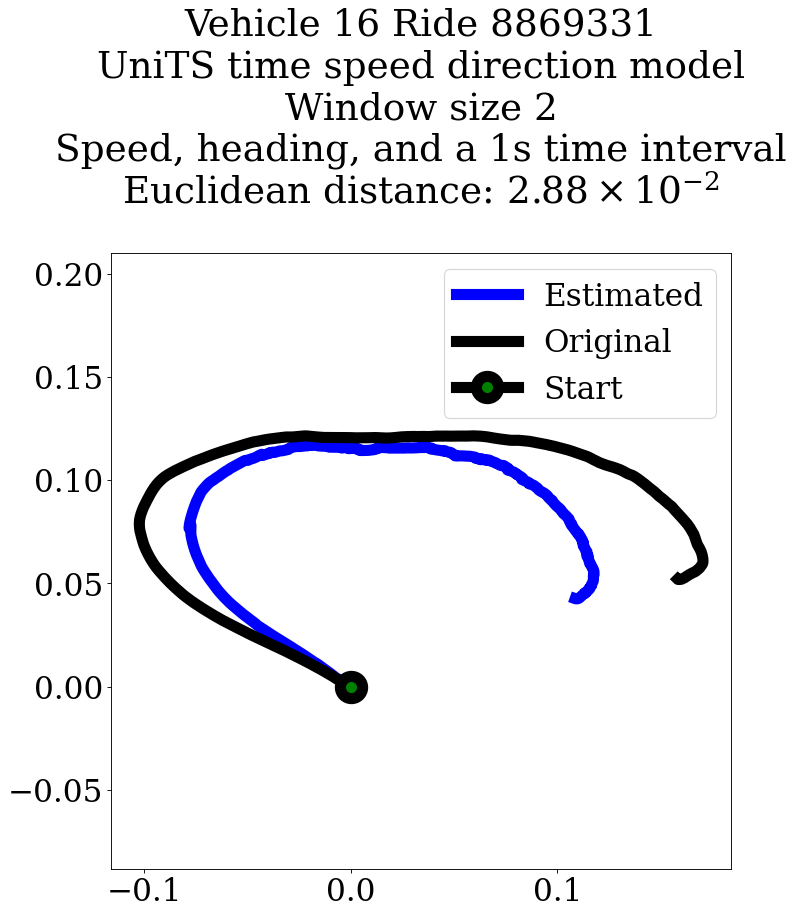 Vehicle 16 Ride 8869331
UniTS time speed direction model
Window size 2
Speed, heading, and a 1s time interval
Euclidean distance: 2.88 × 10⁻²
Estimated
Original
Start
0.20
0.15
0.10
0.05
0.00
−0.05
−0.1
0.0
0.1